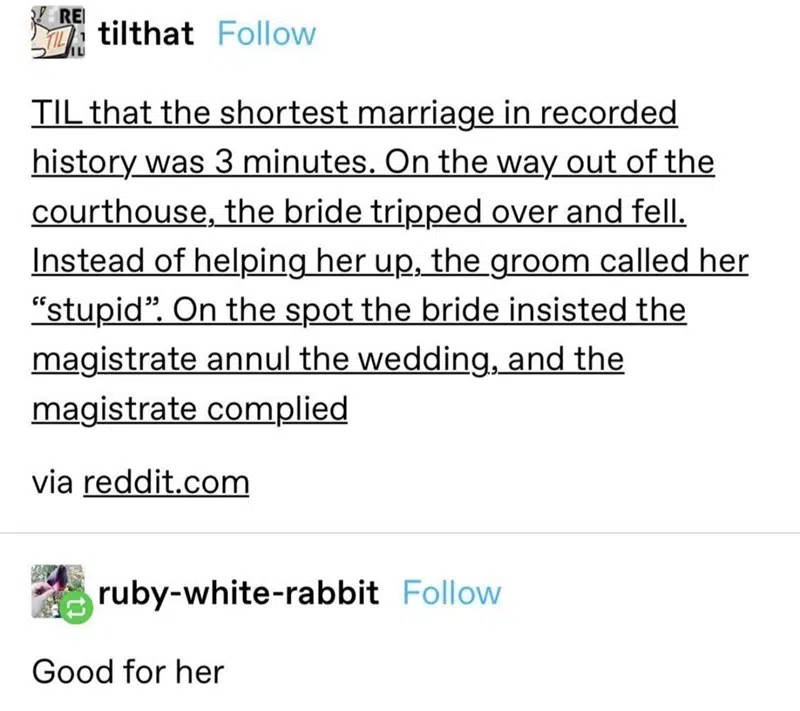 tilthat Follow
TIL that the shortest marriage in recorded
history was 3 minutes. On the way out of the
courthouse, the bride tripped over and fell.
Instead of helping her up, the groom called her
“stupid”. On the spot the bride insisted the
magistrate annul the wedding, and the
magistrate complied
via reddit.com
ruby-white-rabbit Follow
Good for her